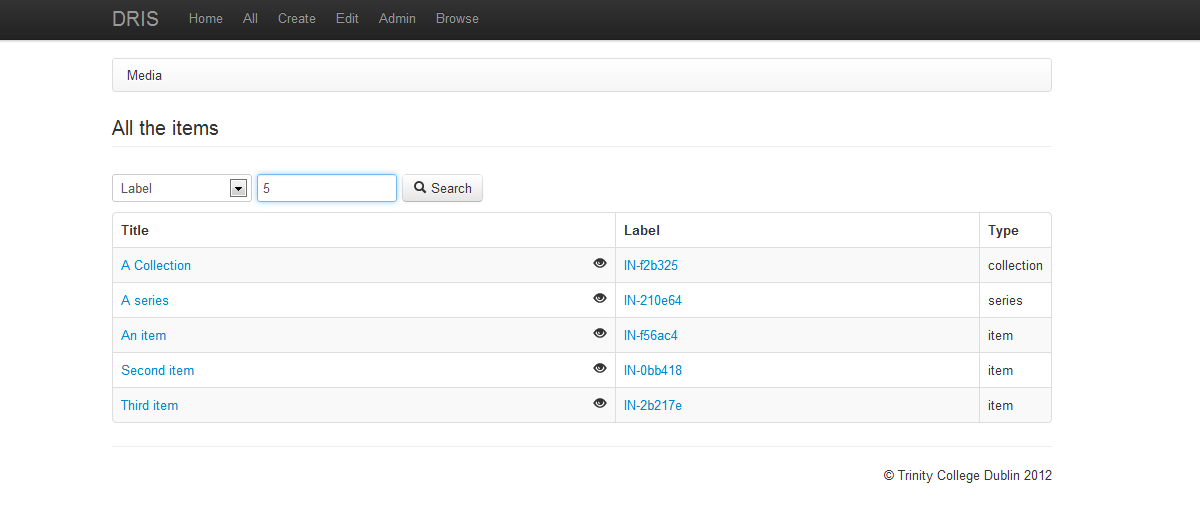 DRIS Home All Create Edit Admin Browse
Media
All the items
Label 5 Search
Title Label Type
A Collection IN-f2b325 collection
A series IN-210e64 series
An item IN-f56ac4 item
Second item IN-0bb418 item
Third item IN-2b217e item
© Trinity College Dublin 2012